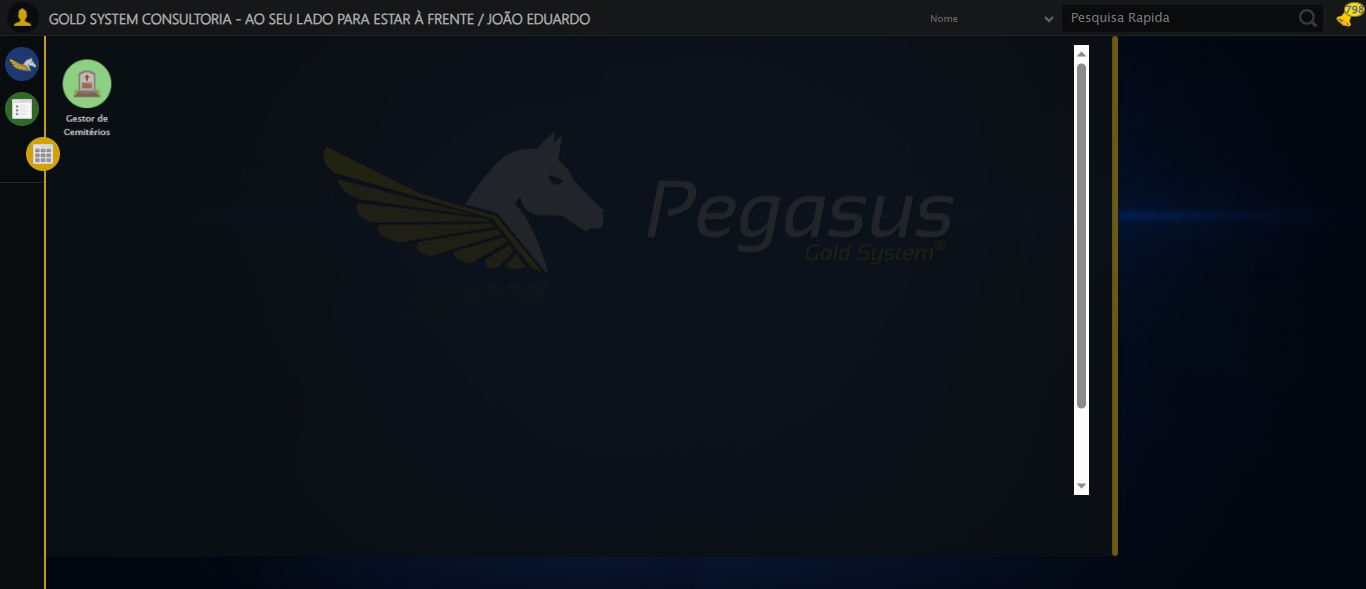 GOLD SYSTEM CONSULTORIA - AO SEU LADO PARA ESTAR À FRENTE / JOÃO EDUARDO
Nome
Pesquisa Rapida
798
Gestor de
Cemitérios
Pegasus
Gold System®